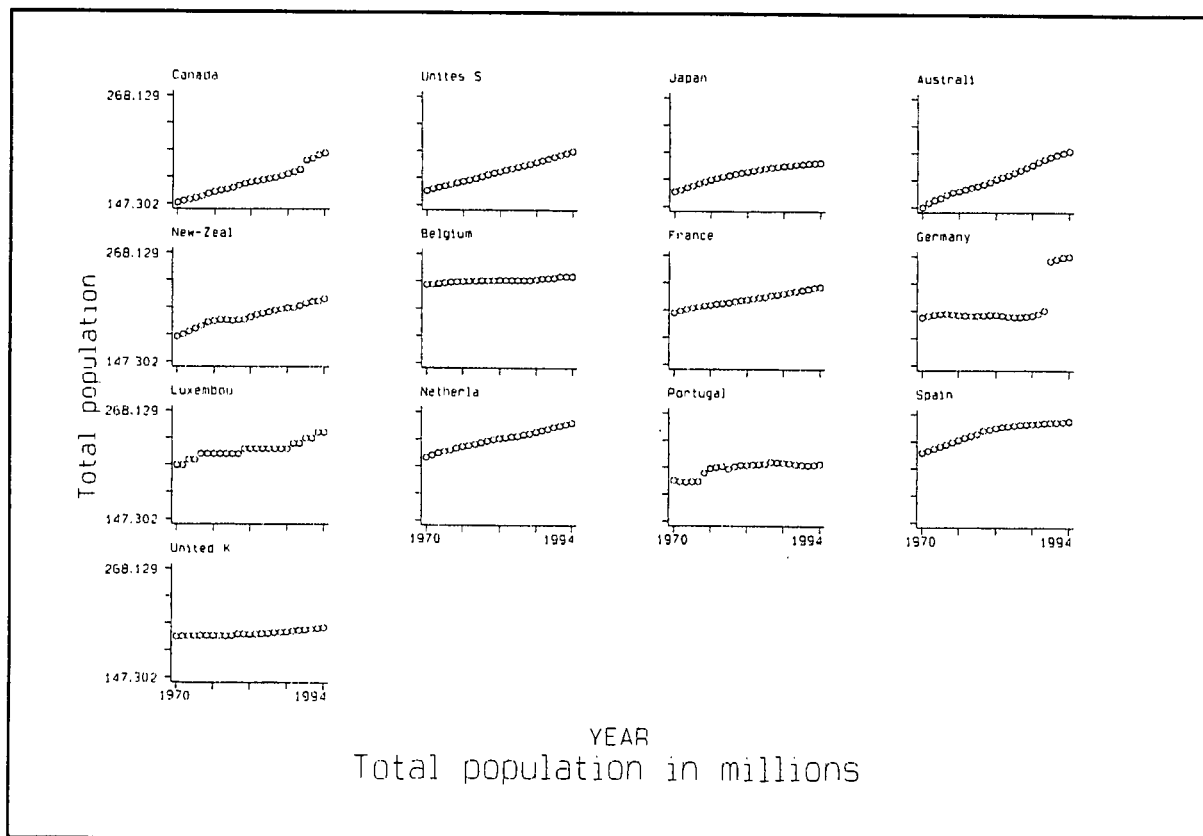 Canada
Unites S
Japan
Australi
268.129
147.302
New-Zeal
Belgium
France
Germany
268.129
147.302
Luxembou
Netherla
Portugal
Spain
268.129
147.302
1970 1994
1970 1994
1970 1994
United K
268.129
147.302
1970 1994
Total population
YEAR
Total population in millions